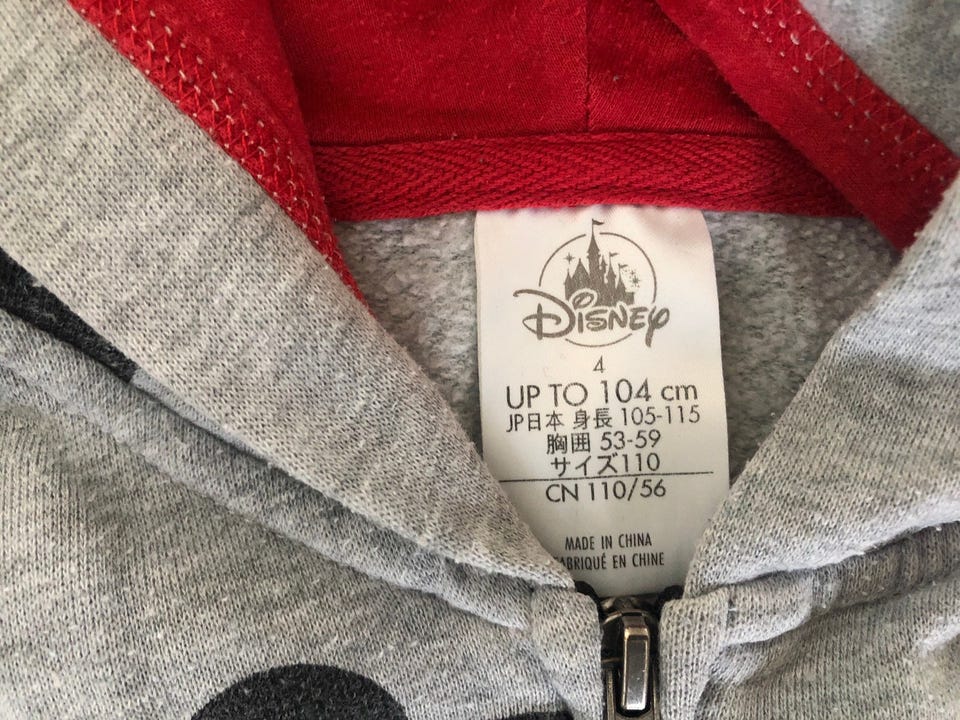 Disney
4
UP TO 104 cm
JP日本 身長 105-115
胸囲 53-59
サイズ110
CN 110/56
MADE IN CHINA
FABRIQUÉ EN CHINE